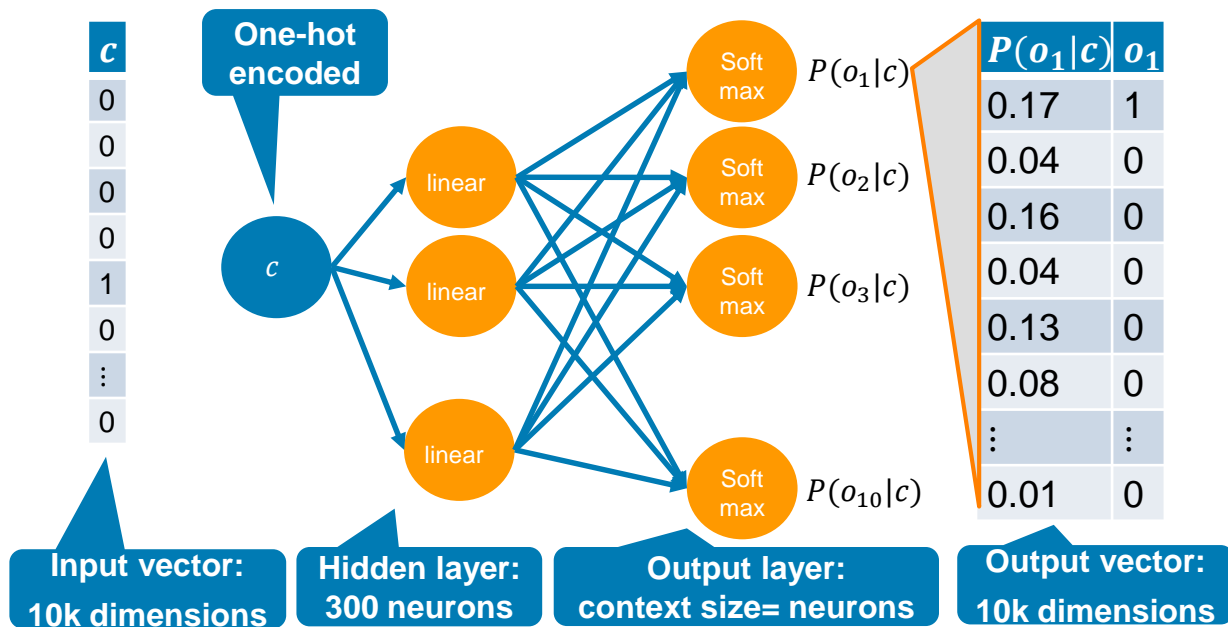 c
0
0
0
0
1
0
⋮
0
One-hot
encoded
c
linear
linear
linear
Soft
max
Soft
max
Soft
max
Soft
max
P(o₁|c)
P(o₂|c)
P(o₃|c)
P(o₁₀|c)
P(o₁|c) o₁
0.17 1
0.04 0
0.16 0
0.04 0
0.13 0
0.08 0
⋮ ⋮
0.01 0
Input vector:
10k dimensions
Hidden layer:
300 neurons
Output layer:
context size= neurons
Output vector:
10k dimensions